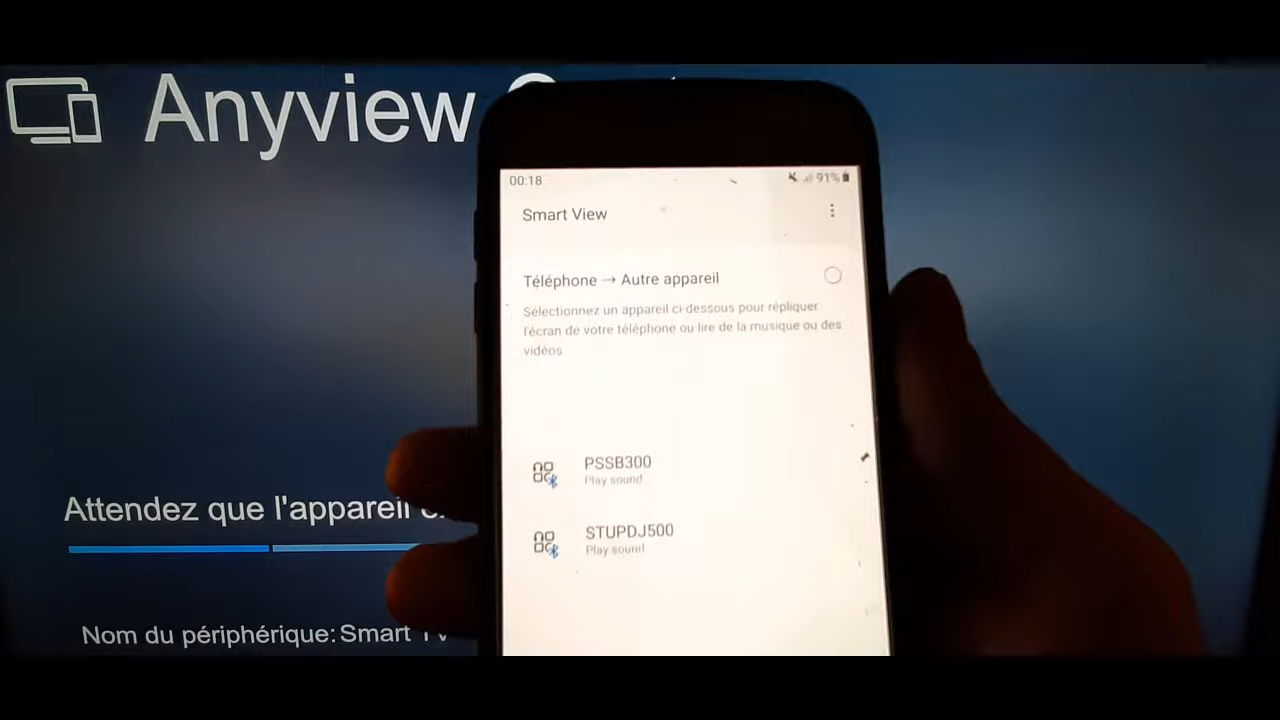 Anyview
00:18
91%
Smart View
Téléphone → Autre appareil
Sélectionnez un appareil ci-dessous pour répliquer
l'écran de votre téléphone ou lire de la musique ou des
vidéos
PSSB300
Play sound
STUPDJ500
Play sound
Attendez que l'appareil
Nom du périphérique: Smart TV